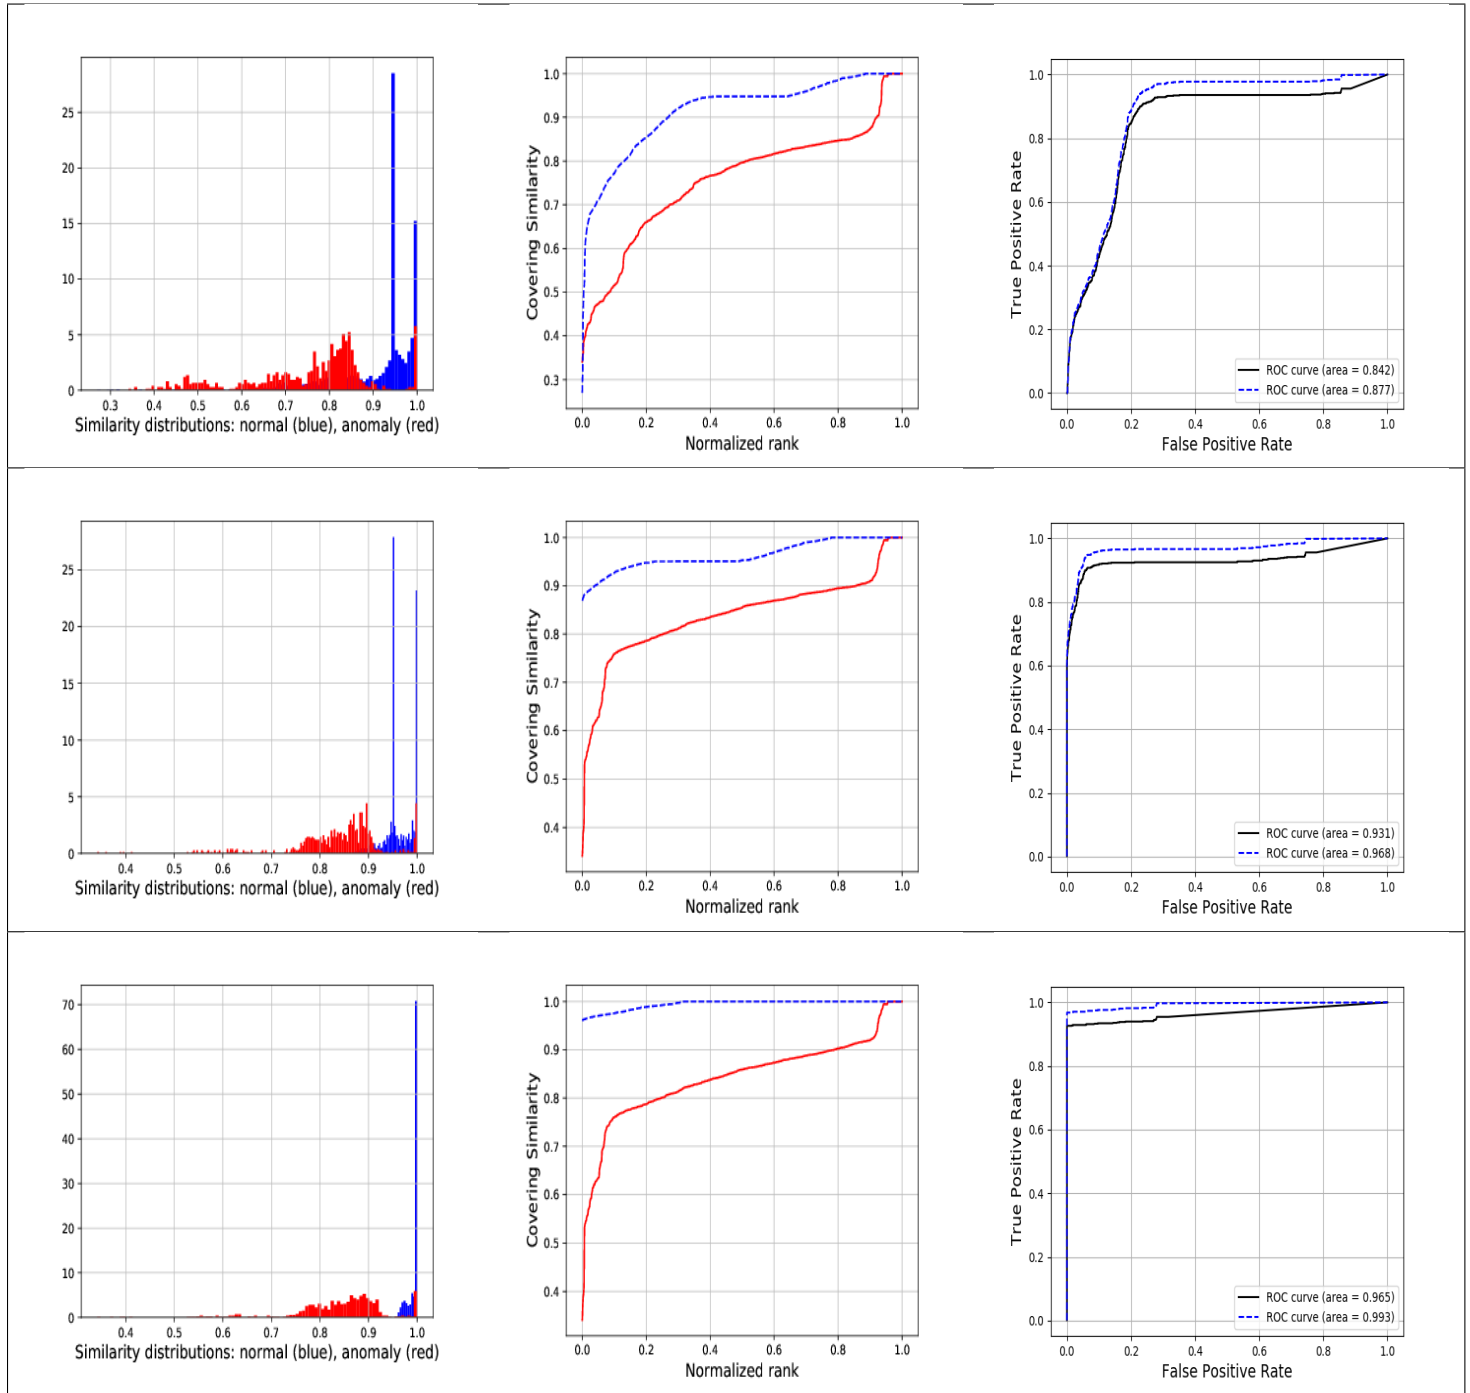 25
20
15
10
5
0
0.3 0.4 0.5 0.6 0.7 0.8 0.9 1.0
Similarity distributions: normal (blue), anomaly (red)
Covering Similarity
1.0
0.9
0.8
0.7
0.6
0.5
0.4
0.3
0.0 0.2 0.4 0.6 0.8 1.0
Normalized rank
True Positive Rate
1.0
0.8
0.6
0.4
0.2
0.0
ROC curve (area = 0.842)
ROC curve (area = 0.877)
0.0 0.2 0.4 0.6 0.8 1.0
False Positive Rate
25
20
15
10
5
0
0.4 0.5 0.6 0.7 0.8 0.9 1.0
Similarity distributions: normal (blue), anomaly (red)
Covering Similarity
1.0
0.9
0.8
0.7
0.6
0.5
0.4
0.0 0.2 0.4 0.6 0.8 1.0
Normalized rank
True Positive Rate
1.0
0.8
0.6
0.4
0.2
0.0
ROC curve (area = 0.931)
ROC curve (area = 0.968)
0.0 0.2 0.4 0.6 0.8 1.0
False Positive Rate
70
60
50
40
30
20
10
0
0.4 0.5 0.6 0.7 0.8 0.9 1.0
Similarity distributions: normal (blue), anomaly (red)
Covering Similarity
1.0
0.9
0.8
0.7
0.6
0.5
0.4
0.0 0.2 0.4 0.6 0.8 1.0
Normalized rank
True Positive Rate
1.0
0.8
0.6
0.4
0.2
0.0
ROC curve (area = 0.965)
ROC curve (area = 0.993)
0.0 0.2 0.4 0.6 0.8 1.0
False Positive Rate